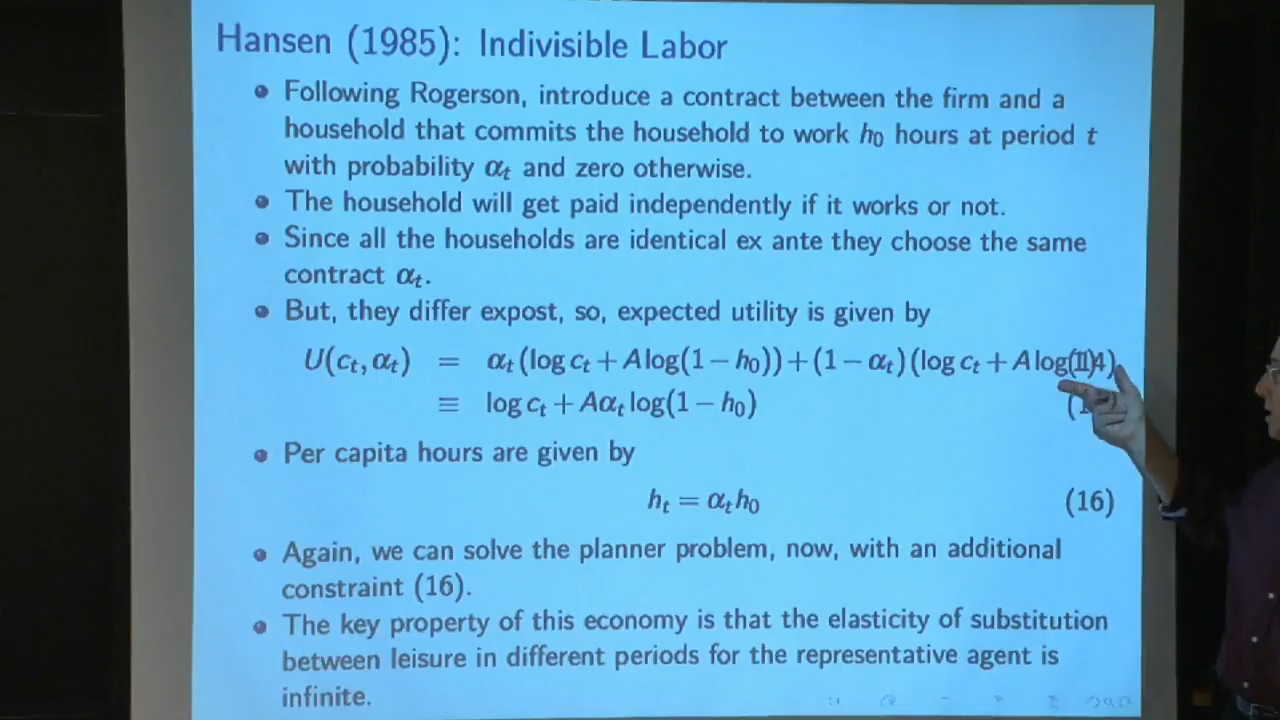 Hansen (1985): Indivisible Labor
Following Rogerson, introduce a contract between the firm and a
household that commits the household to work h₀ hours at period t
with probability αₜ and zero otherwise.
The household will get paid independently if it works or not.
Since all the households are identical ex ante they choose the same
contract αₜ.
But, they differ expost, so, expected utility is given by
U(cₜ, αₜ) = αₜ(log cₜ + A log(1 − h₀)) + (1 − αₜ)(log cₜ + A log(1)
≡ log cₜ + Aαₜ log(1 − h₀)
Per capita hours are given by
hₜ = αₜh₀ (16)
Again, we can solve the planner problem, now, with an additional
constraint (16).
The key property of this economy is that the elasticity of substitution
between leisure in different periods for the representative agent is
infinite.